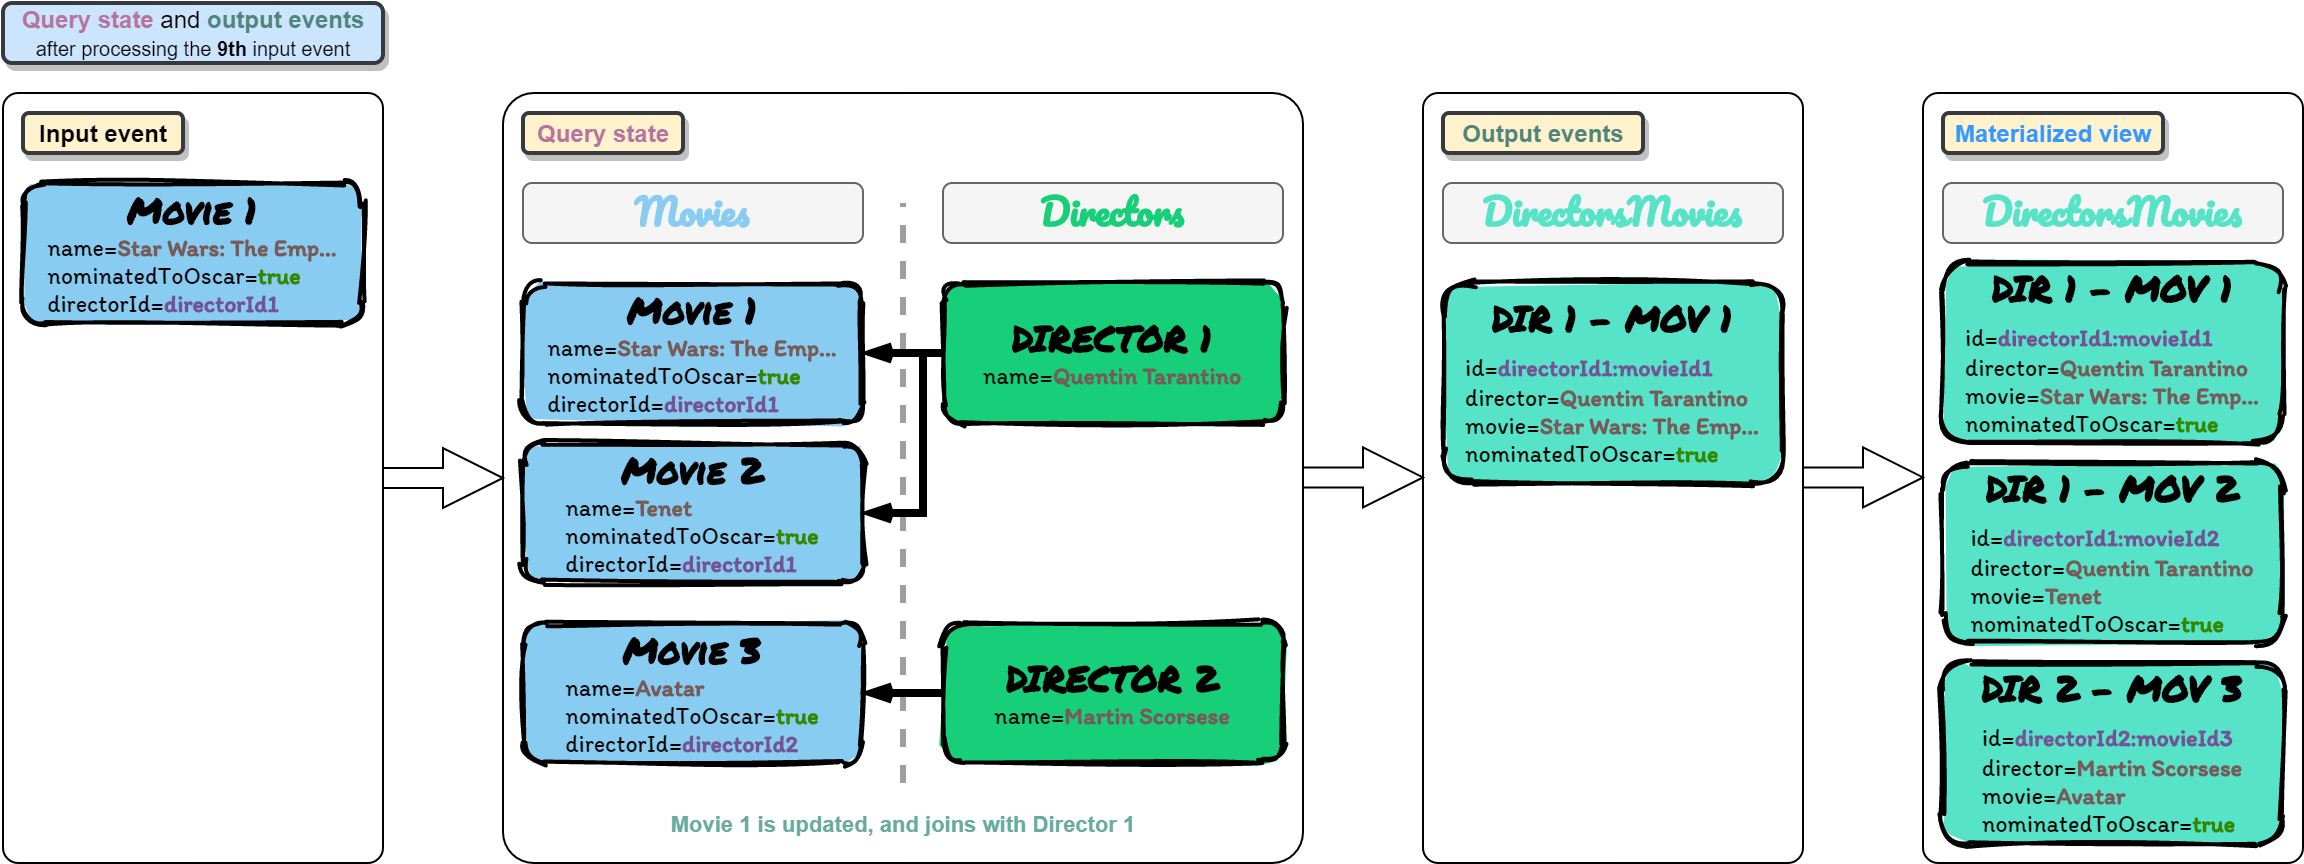 Query state and output events
after processing the 9th input event
Input event
Movie 1
name=Star Wars: The Emp...
nominatedToOscar=true
directorId=directorId1
Query state
Movies
Directors
Movie 1
name=Star Wars: The Emp...
nominatedToOscar=true
directorId=directorId1
DIRECTOR 1
name=Quentin Tarantino
Movie 2
name=Tenet
nominatedToOscar=true
directorId=directorId1
Movie 3
name=Avatar
nominatedToOscar=true
directorId=directorId2
DIRECTOR 2
name=Martin Scorsese
Movie 1 is updated, and joins with Director 1
Output events
DirectorsMovies
DIR 1 - MOV 1
id=directorId1:movieId1
director=Quentin Tarantino
movie=Star Wars: The Emp...
nominatedToOscar=true
Materialized view
DirectorsMovies
DIR 1 - MOV 1
id=directorId1:movieId1
director=Quentin Tarantino
movie=Star Wars: The Emp...
nominatedToOscar=true
DIR 1 - MOV 2
id=directorId1:movieId2
director=Quentin Tarantino
movie=Tenet
nominatedToOscar=true
DIR 2 - MOV 3
id=directorId2:movieId3
director=Martin Scorsese
movie=Avatar
nominatedToOscar=true